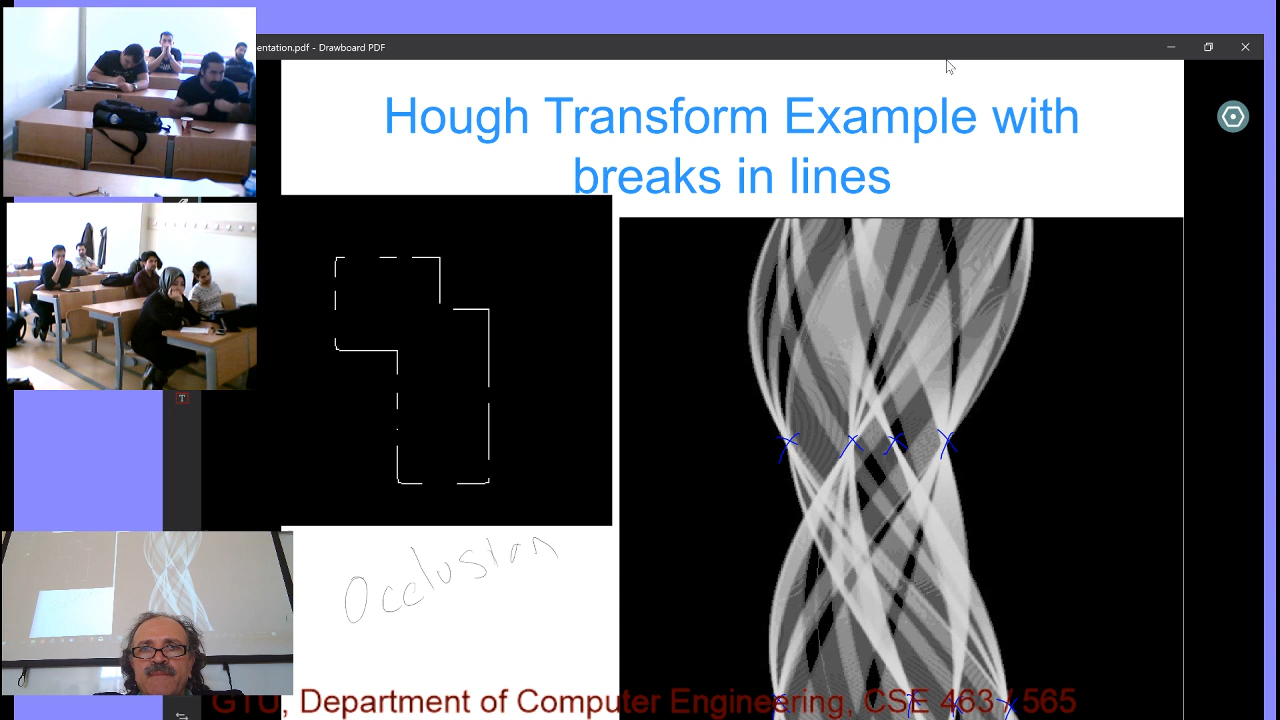 entation.pdf - Drawboard PDF
Hough Transform Example with
breaks in lines
T
Occlusion
GTU, Department of Computer Engineering, CSE 463 / 565